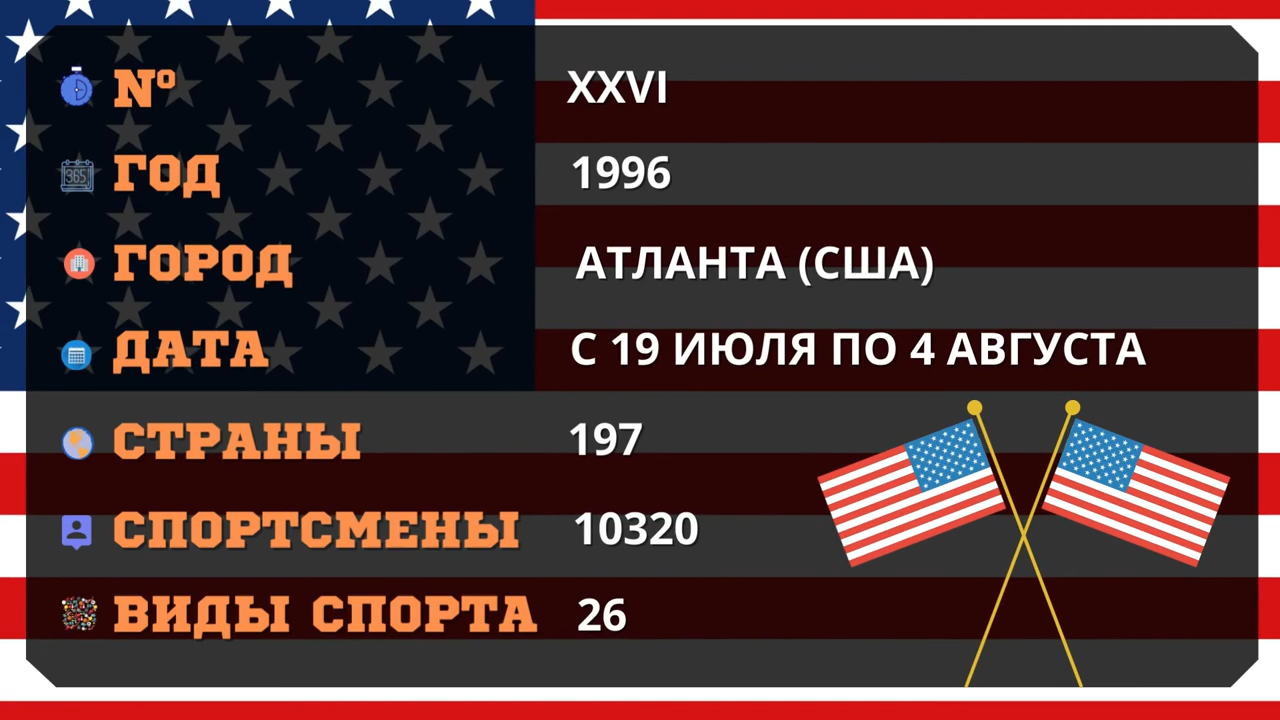 Nº XXVI
365
ГОД 1996
ГОРОД АТЛАНТА (США)
ДАТА С 19 ИЮЛЯ ПО 4 АВГУСТА
СТРАНЫ 197
СПОРТСМЕНЫ 10320
ВИДЫ СПОРТА 26